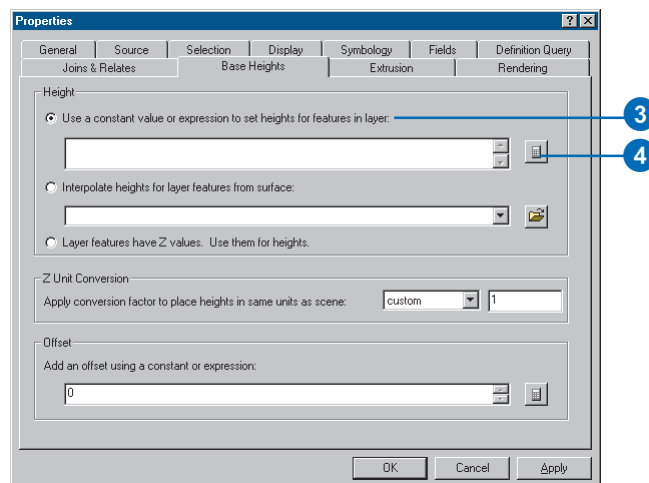 Properties
General Source Selection Display Symbology Fields Definition Query
Joins & Relates Base Heights Extrusion Rendering
Height
Use a constant value or expression to set heights for features in layer:
3
4
Interpolate heights for layer features from surface:
Layer features have Z values. Use them for heights.
Z Unit Conversion
Apply conversion factor to place heights in same units as scene: custom 1
Offset
Add an offset using a constant or expression:
0
OK Cancel Apply